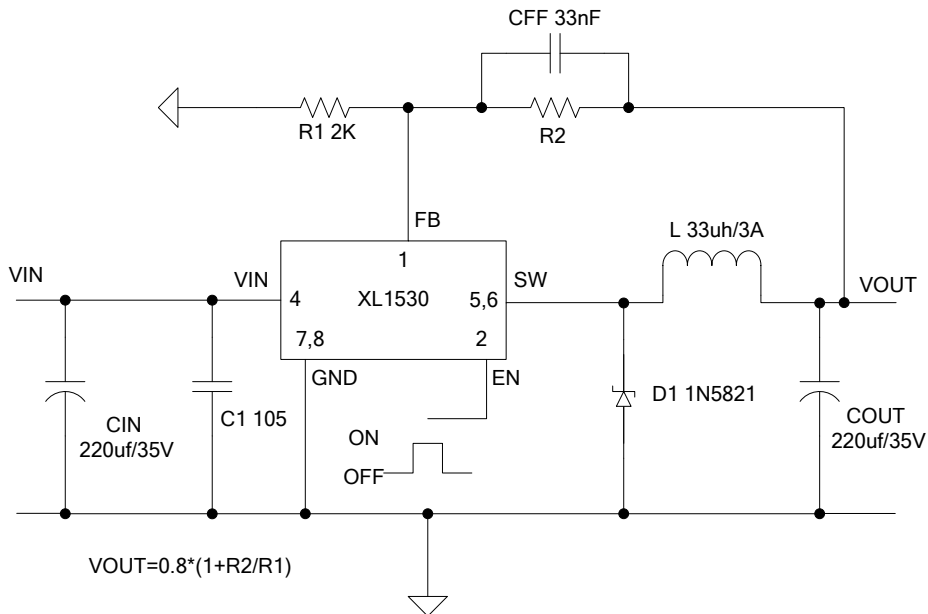 CFF 33nF
R1 2K
R2
FB
L 33uh/3A
VIN
VIN
1
SW
VOUT
4
XL1530
5,6
7,8
2
GND
EN
D1 1N5821
CIN
220uf/35V
C1 105
COUT
220uf/35V
ON
OFF
VOUT=0.8*(1+R2/R1)